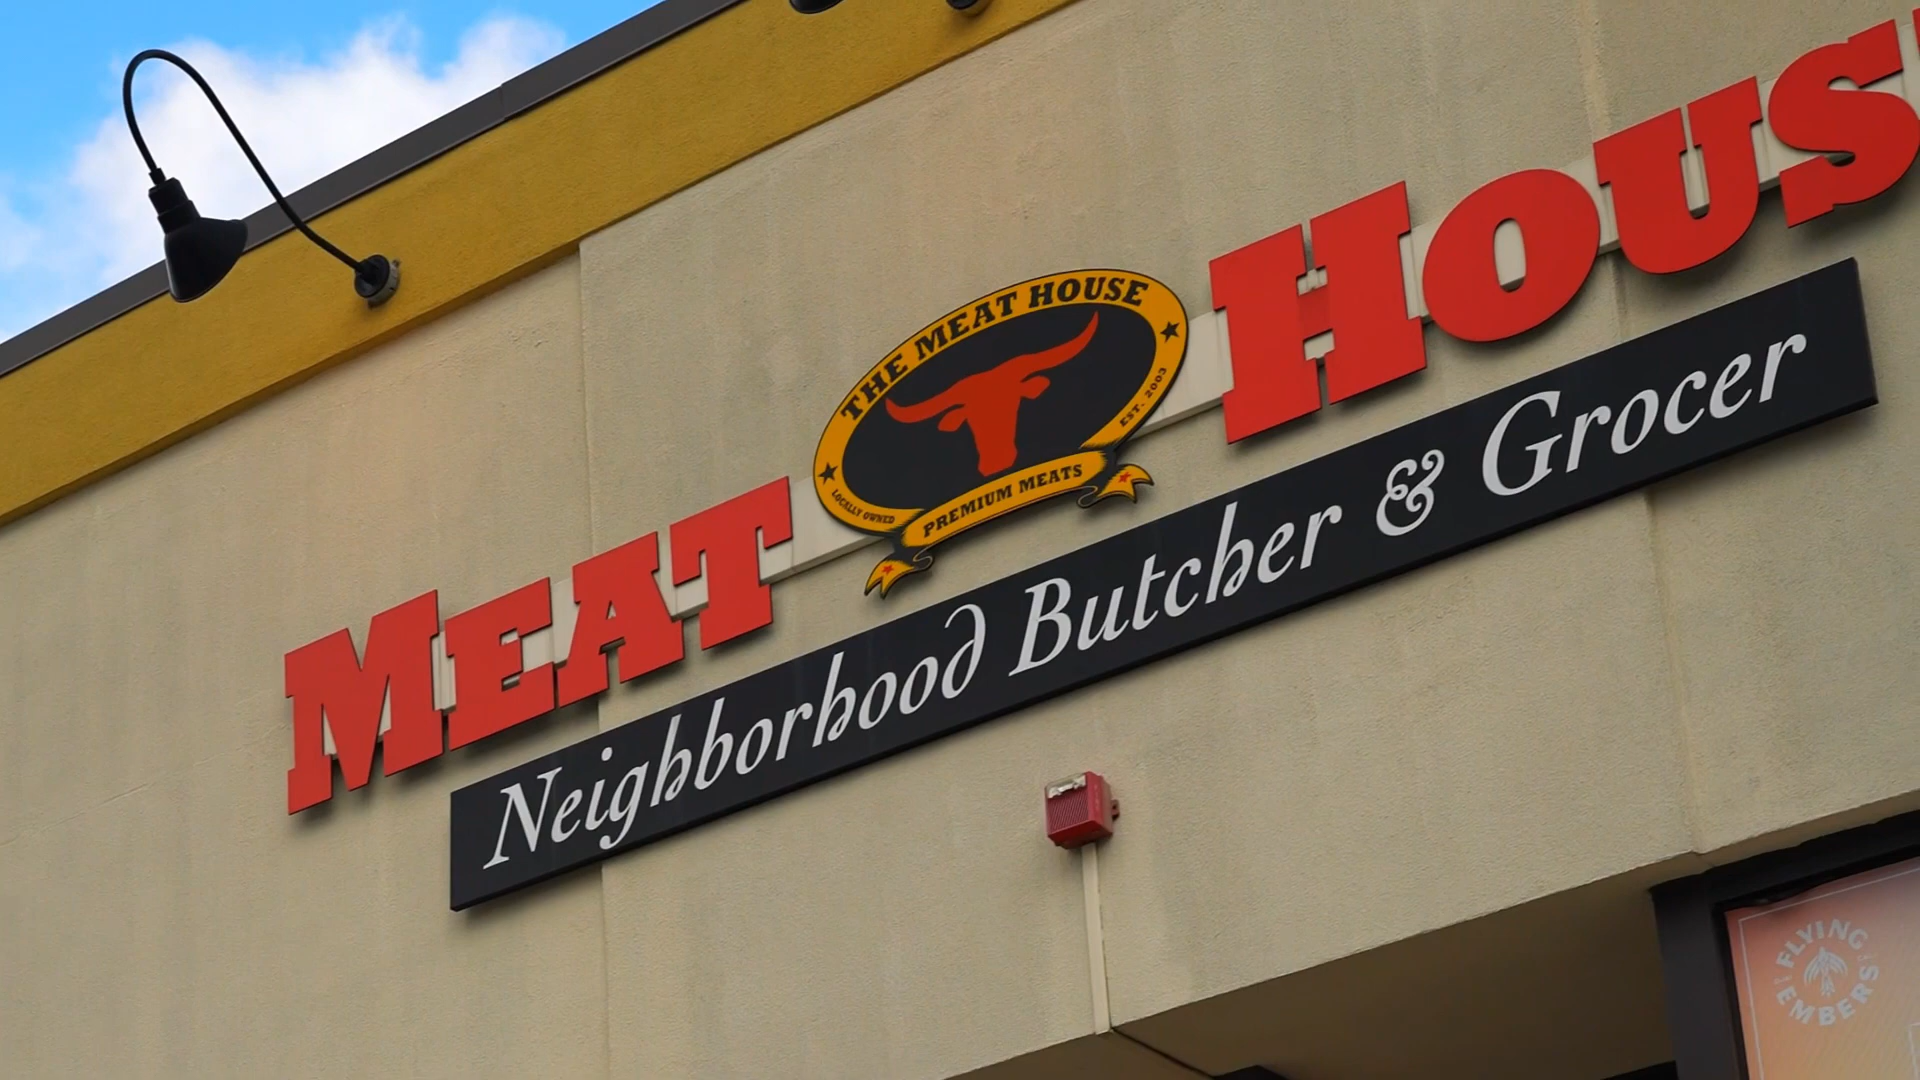 MEAT HOUS
THE MEAT HOUSE
LOCALLY OWNED
EST. 2003
PREMIUM MEATS
Neighborhood Butcher & Grocer
FLYING
EMBERS